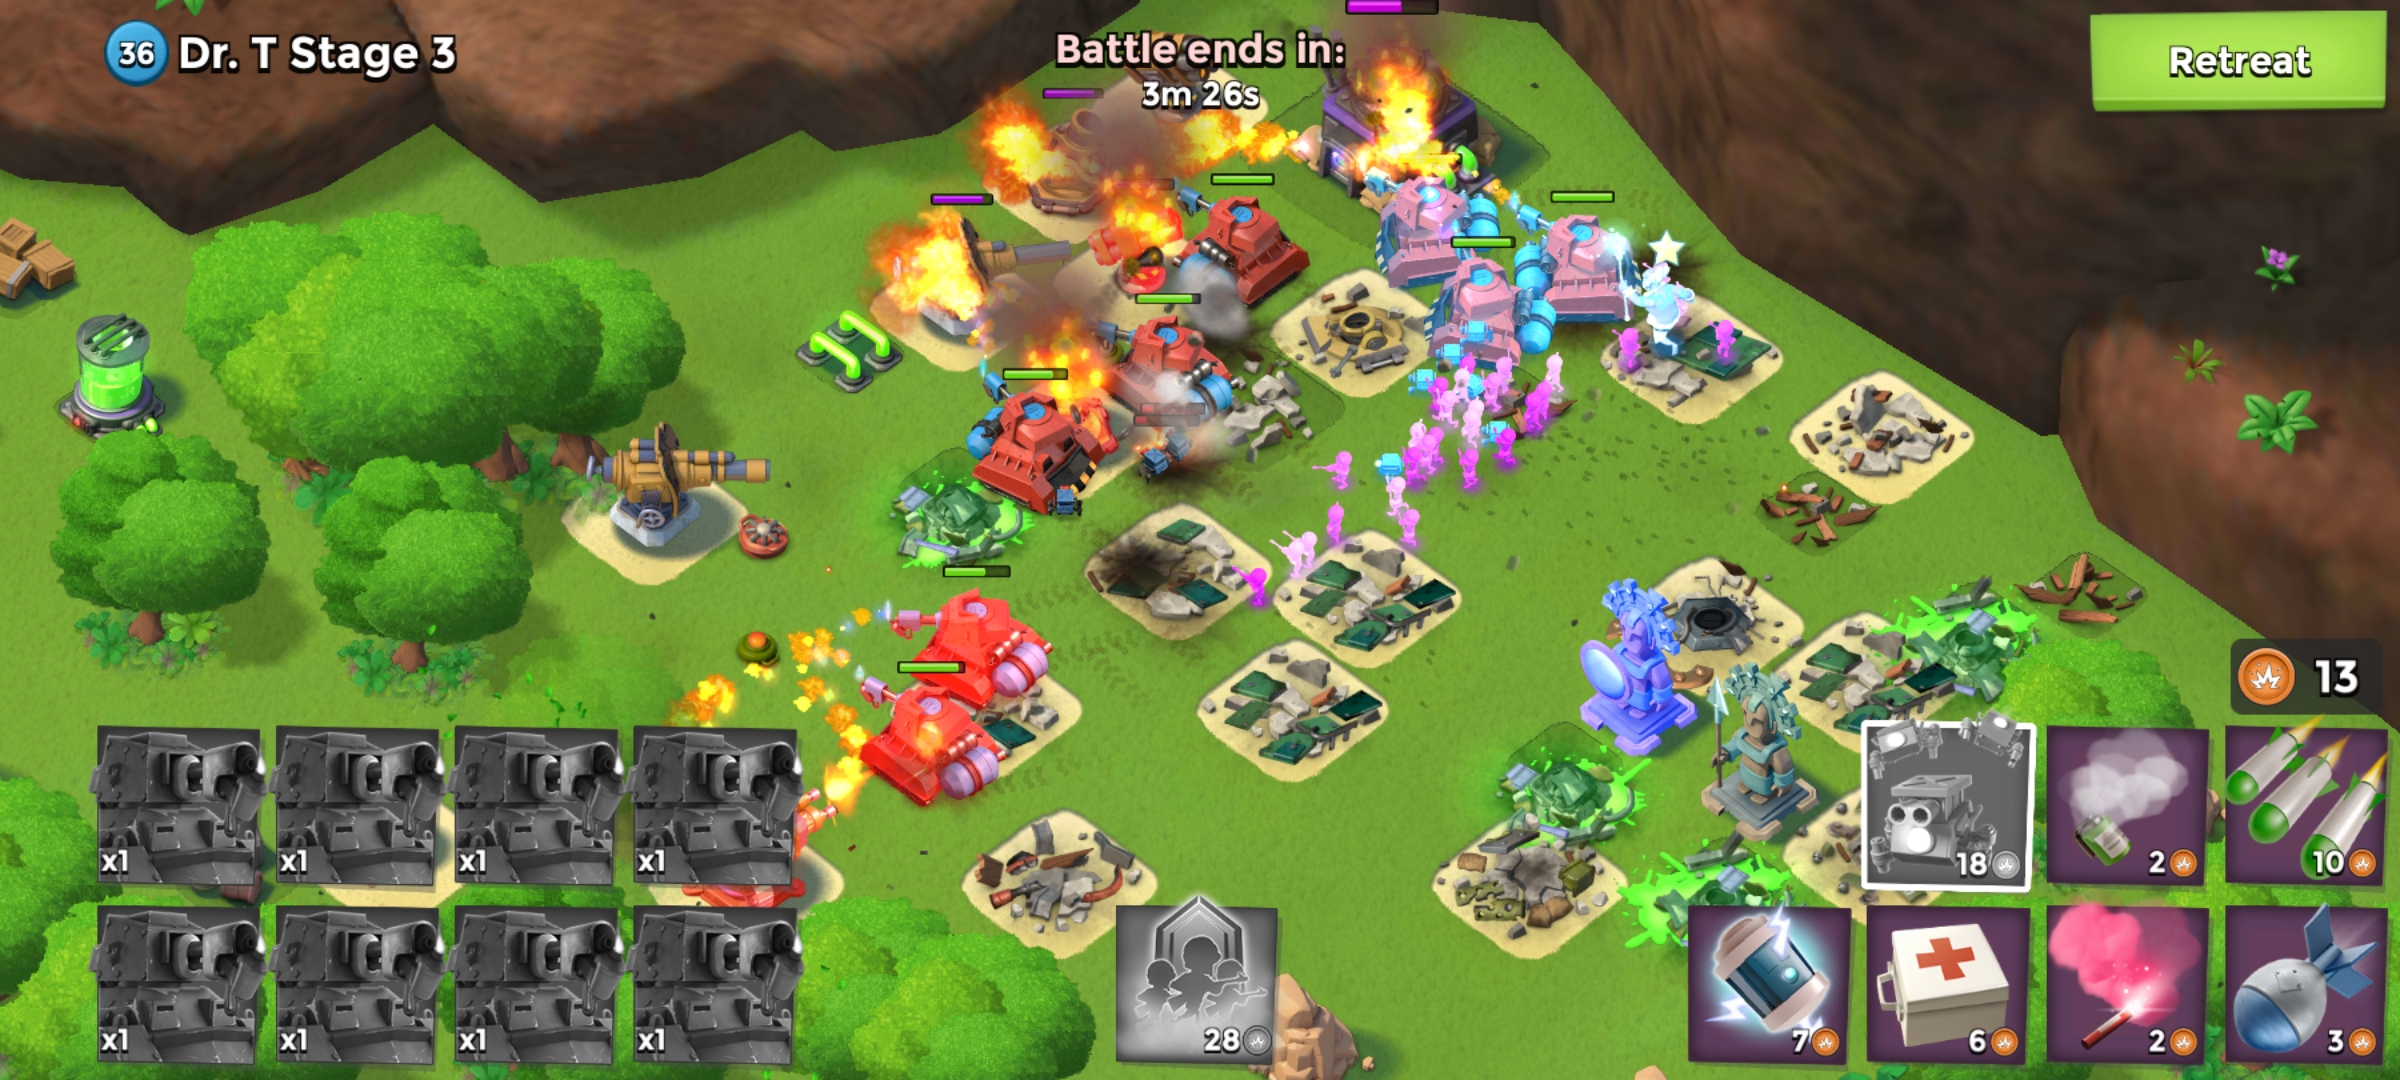 36 Dr. T Stage 3
Battle ends in:
3m 26s
Retreat
13
x1
x1
x1
x1
18
2
10
x1
x1
x1
x1
28
7
6
2
3